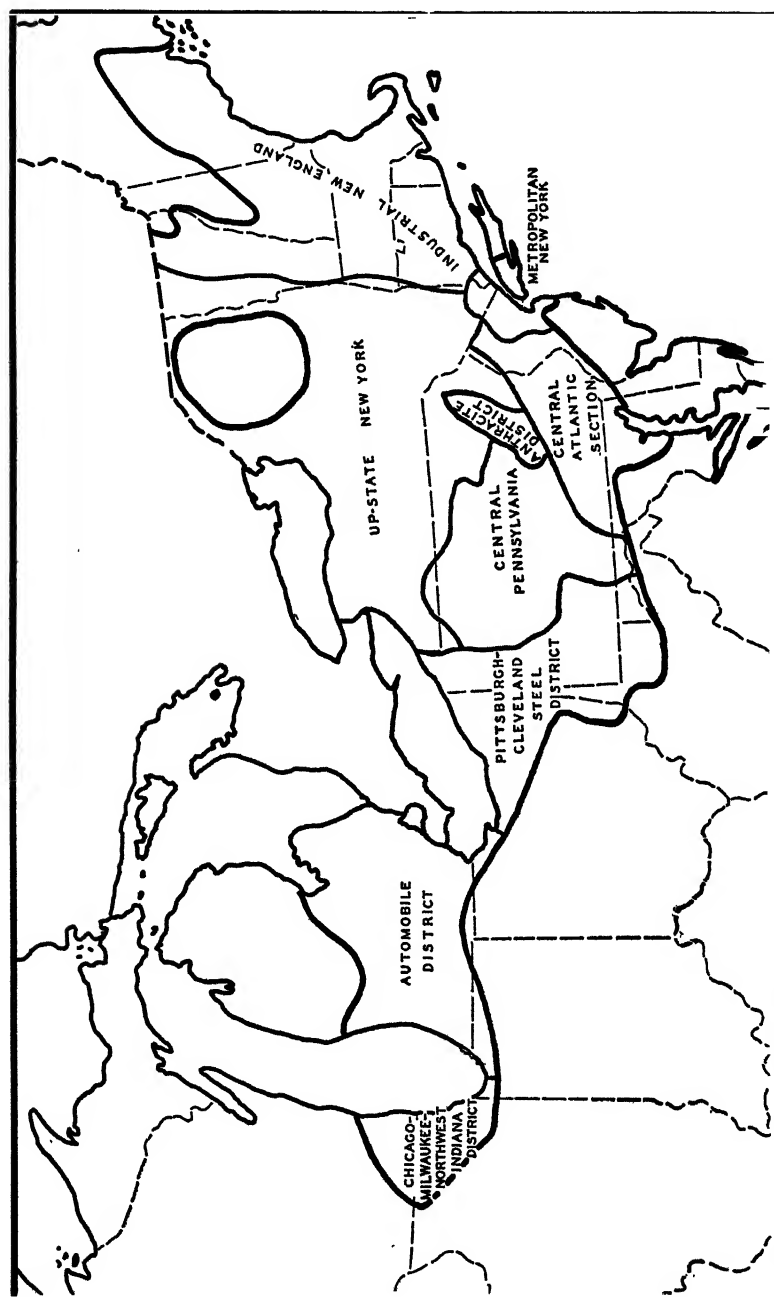 INDUSTRIAL NEW ENGLAND
METROPOLITAN
NEW YORK
UP-STATE NEW YORK
ANTHRACITE
DISTRICT
CENTRAL
ATLANTIC
SECTION
CENTRAL
PENNSYLVANIA
PITTSBURGH-
CLEVELAND
STEEL
DISTRICT
AUTOMOBILE
DISTRICT
CHICAGO-
MILWAUKEE-
NORTHWEST
INDIANA
DISTRICT